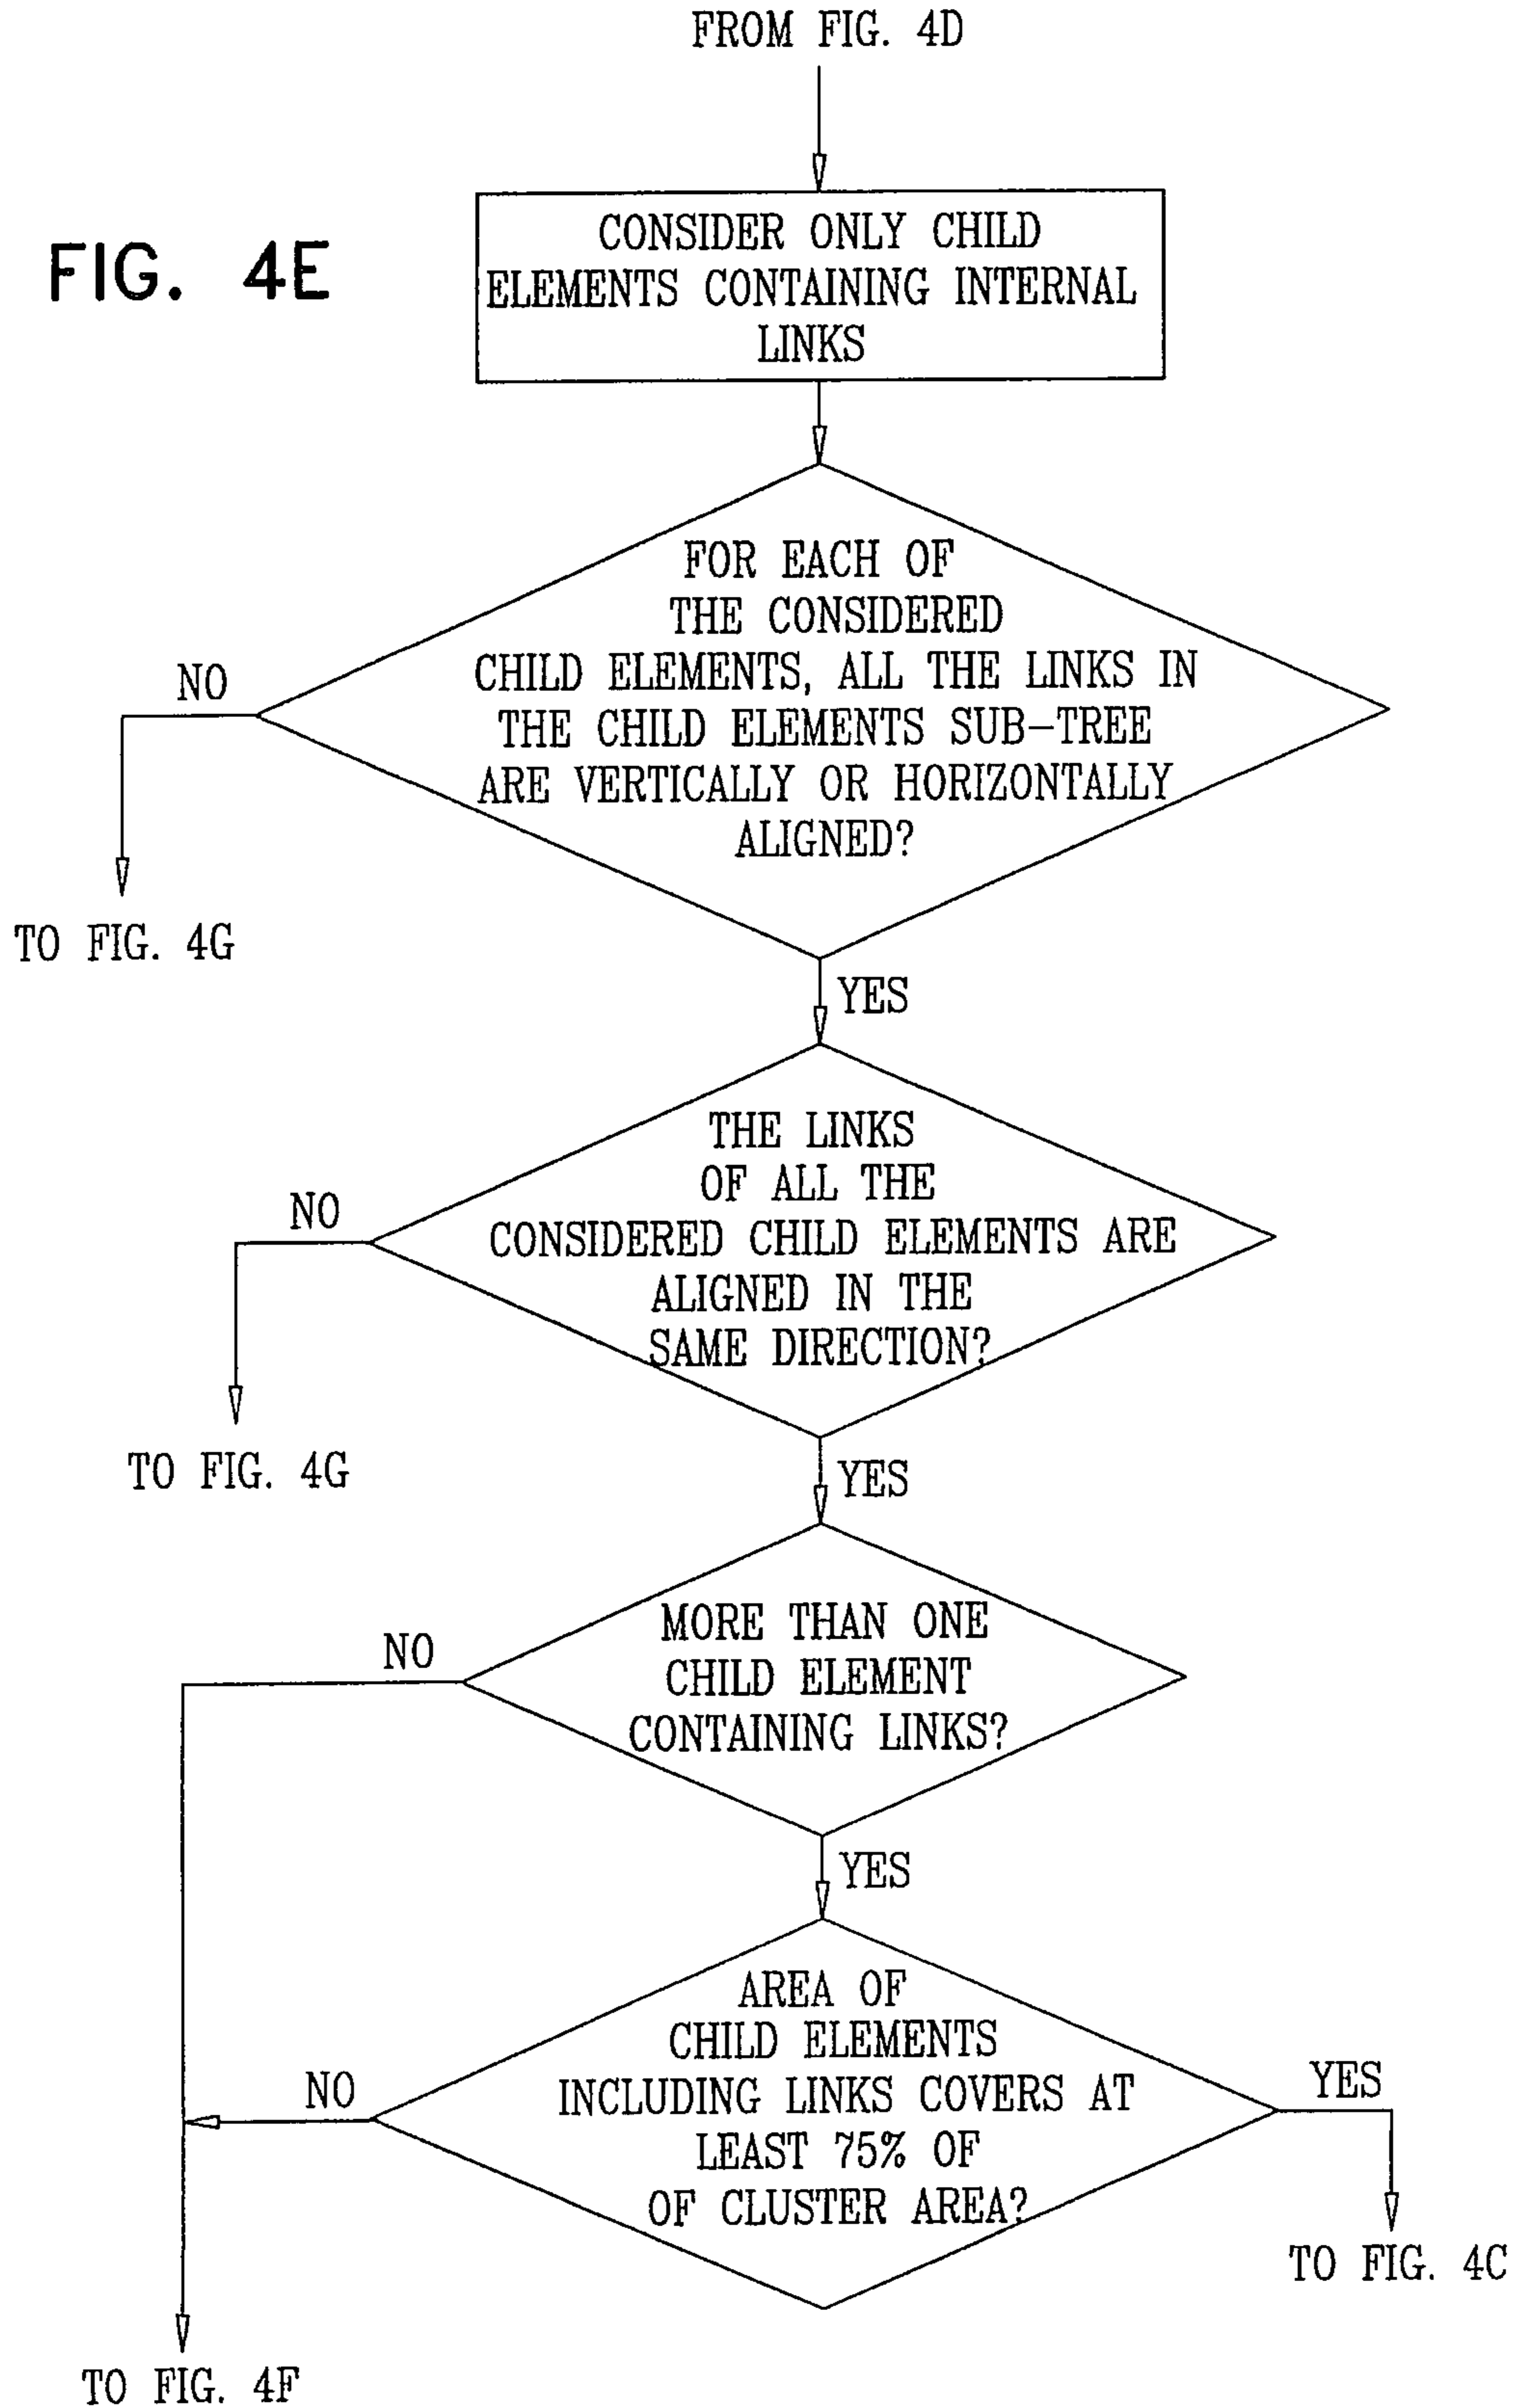 FROM FIG. 4D
FIG. 4E
CONSIDER ONLY CHILD
ELEMENTS CONTAINING INTERNAL
LINKS
FOR EACH OF
THE CONSIDERED
CHILD ELEMENTS, ALL THE LINKS IN
THE CHILD ELEMENTS SUB-TREE
ARE VERTICALLY OR HORIZONTALLY
ALIGNED?
NO
TO FIG. 4G
YES
THE LINKS
OF ALL THE
CONSIDERED CHILD ELEMENTS ARE
ALIGNED IN THE
SAME DIRECTION?
NO
TO FIG. 4G
YES
MORE THAN ONE
CHILD ELEMENT
CONTAINING LINKS?
NO
YES
AREA OF
CHILD ELEMENTS
INCLUDING LINKS COVERS AT
LEAST 75% OF
OF CLUSTER AREA?
NO
YES
TO FIG. 4C
TO FIG. 4F